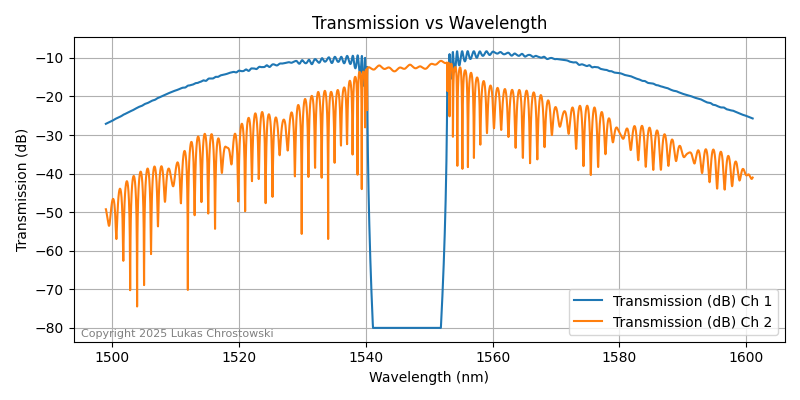 Transmission vs Wavelength
Transmission (dB)
−10
−20
−30
−40
−50
−60
−70
−80
Transmission (dB) Ch 1
Transmission (dB) Ch 2
Copyright 2025 Lukas Chrostowski
1500
1520
1540
1560
1580
1600
Wavelength (nm)